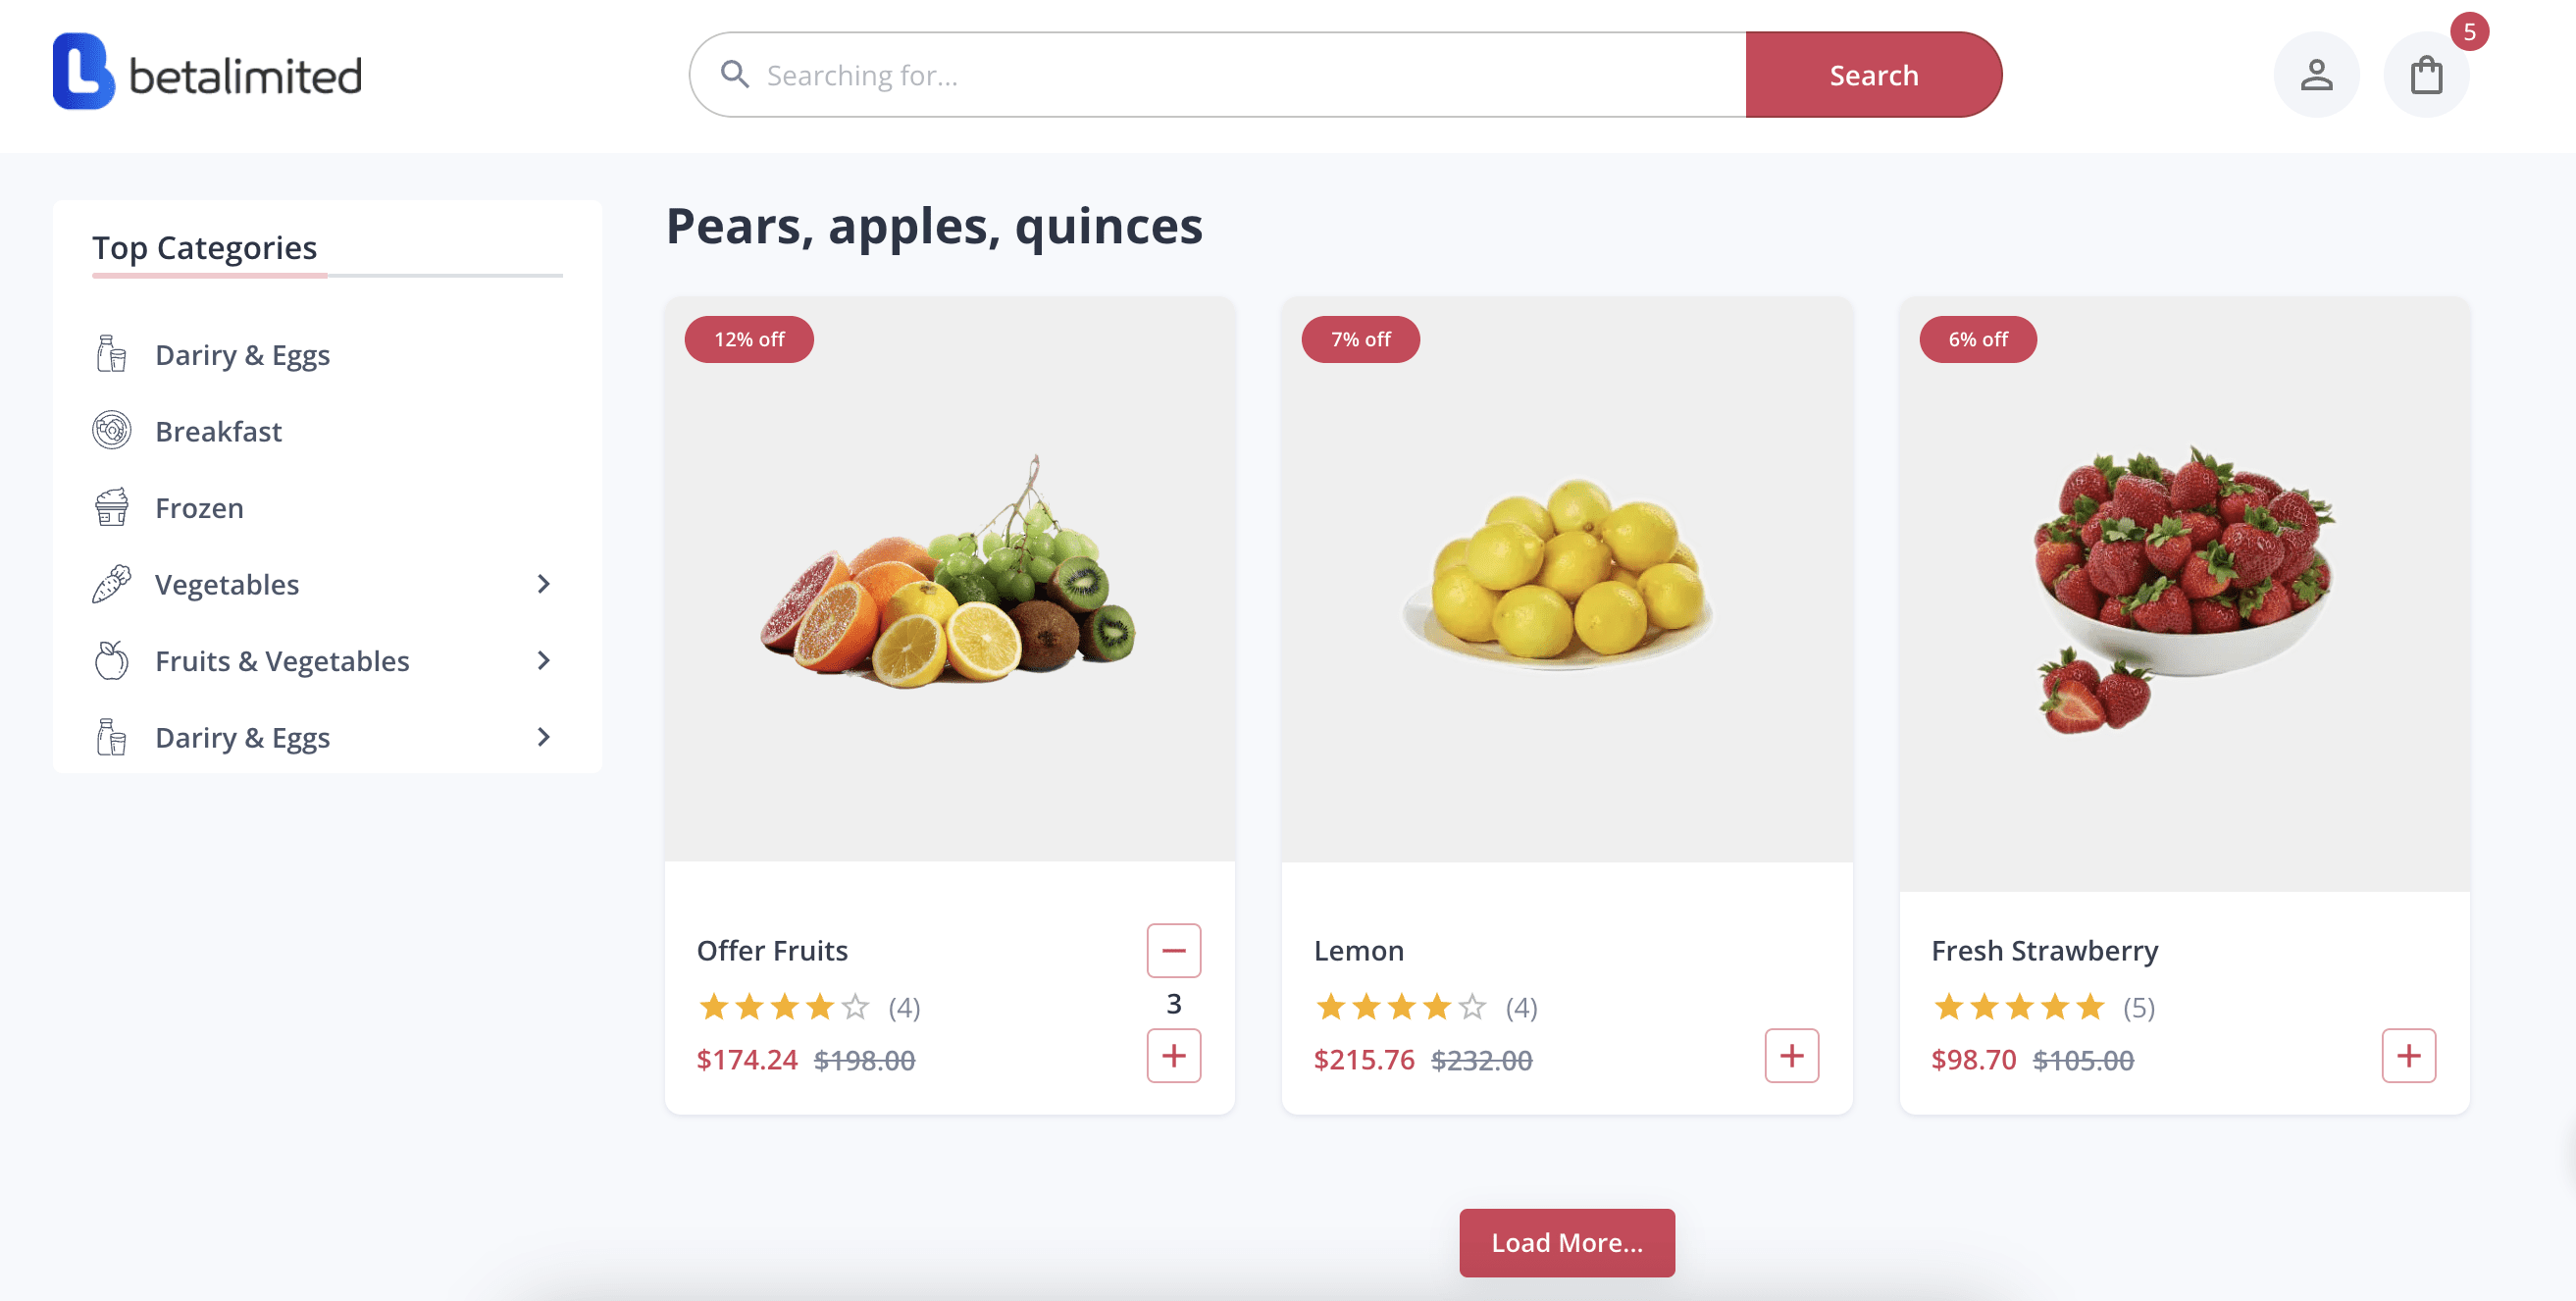 betalimited
Searching for...
Search
5
Top Categories
Dariry & Eggs
Breakfast
Frozen
Vegetables
Fruits & Vegetables
Dariry & Eggs
Pears, apples, quinces
12% off
Offer Fruits
(4)
$174.24 $198.00
3
7% off
Lemon
(4)
$215.76 $232.00
6% off
Fresh Strawberry
(5)
$98.70 $105.00
Load More...